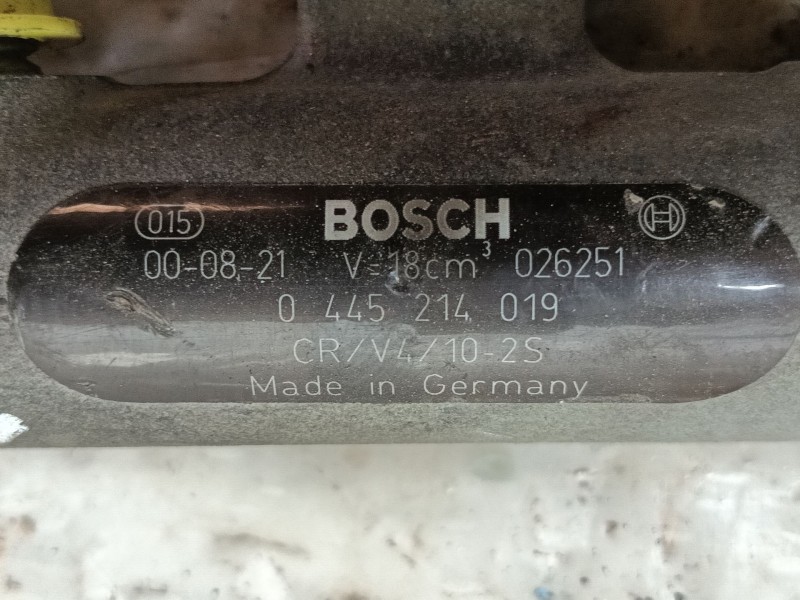 015 BOSCH H
00-08-21 V=18cm³ 026251
0 445 214 019
CR/V4/10-2S
Made in Germany